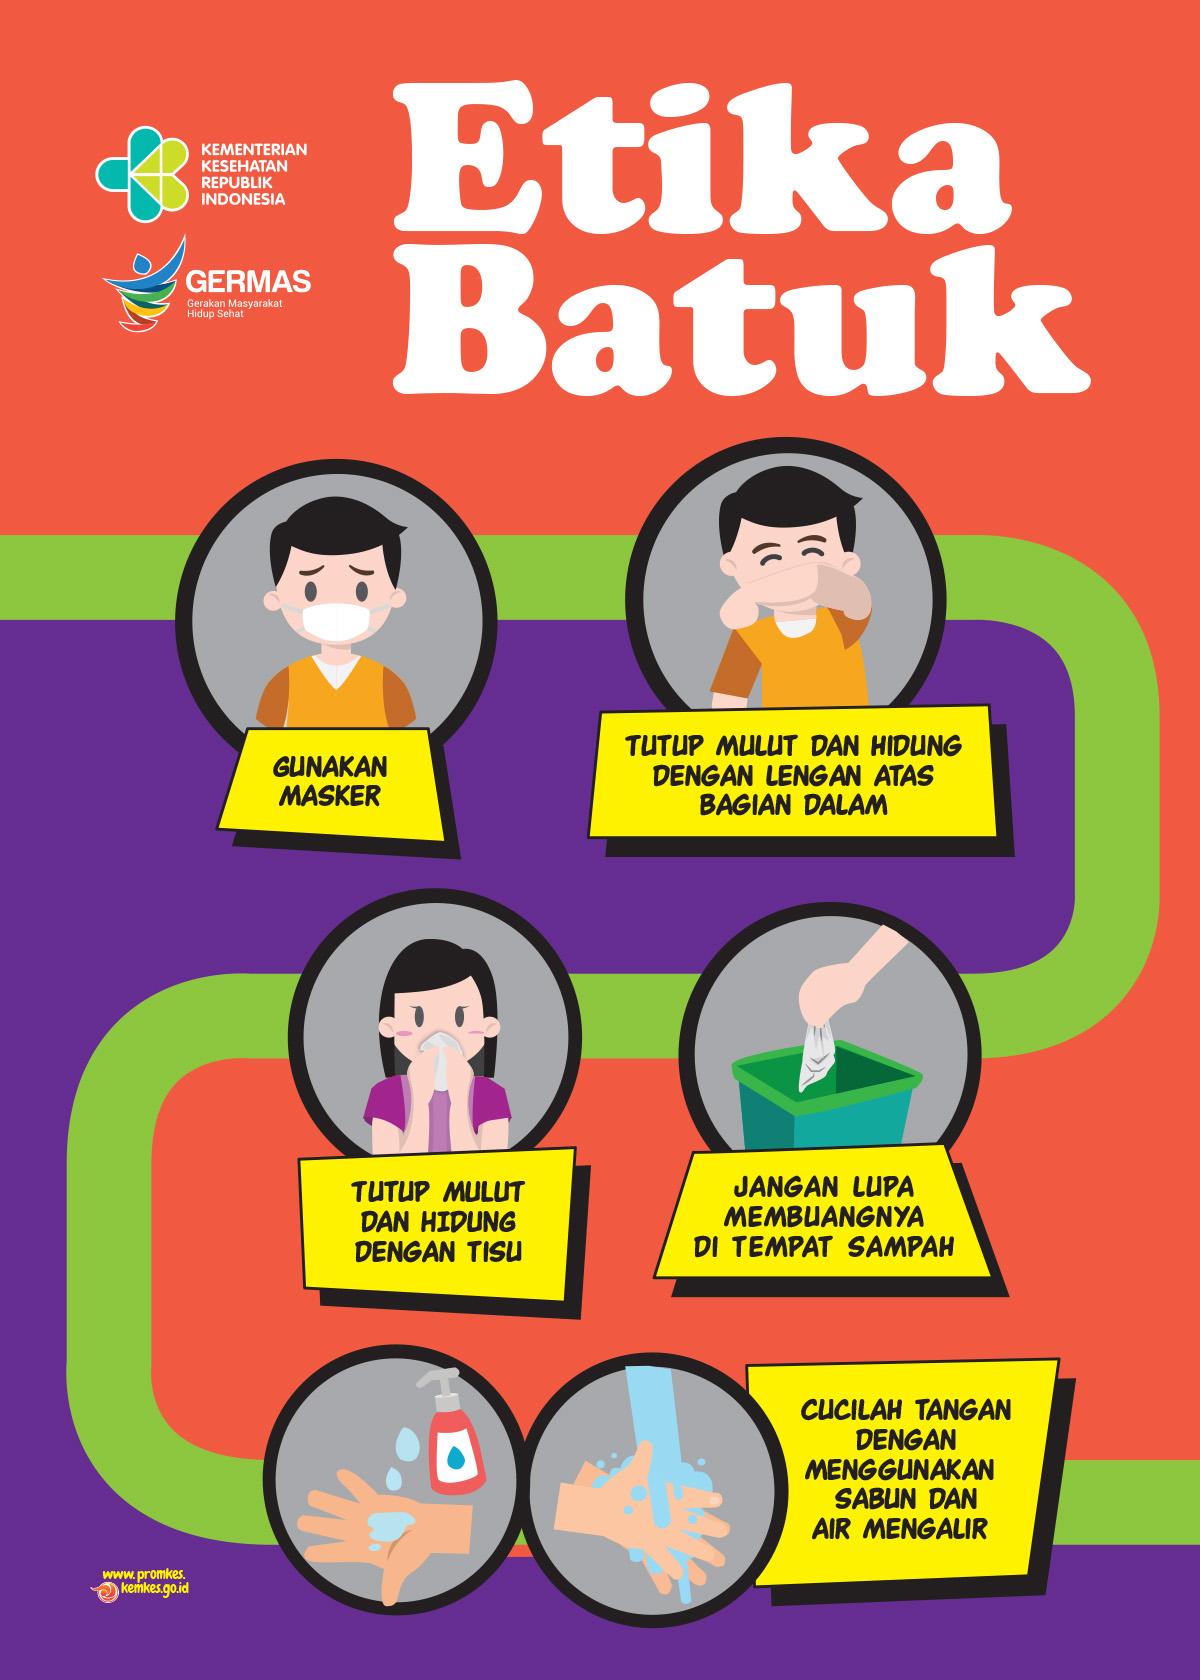 KEMENTERIAN
KESEHATAN
REPUBLIK
INDONESIA
GERMAS
Gerakan Masyarakat
Hidup Sehat
Etika
Batuk
GUNAKAN
MASKER
TUTUP MULUT DAN HIDUNG
DENGAN LENGAN ATAS
BAGIAN DALAM
TUTUP MULUT
DAN HIDUNG
DENGAN TISU
JANGAN LUPA
MEMBUANGNYA
DI TEMPAT SAMPAH
CUCILAH TANGAN
DENGAN
MENGGUNAKAN
SABUN DAN
AIR MENGALIR
www.promkes.
kemkes.go.id